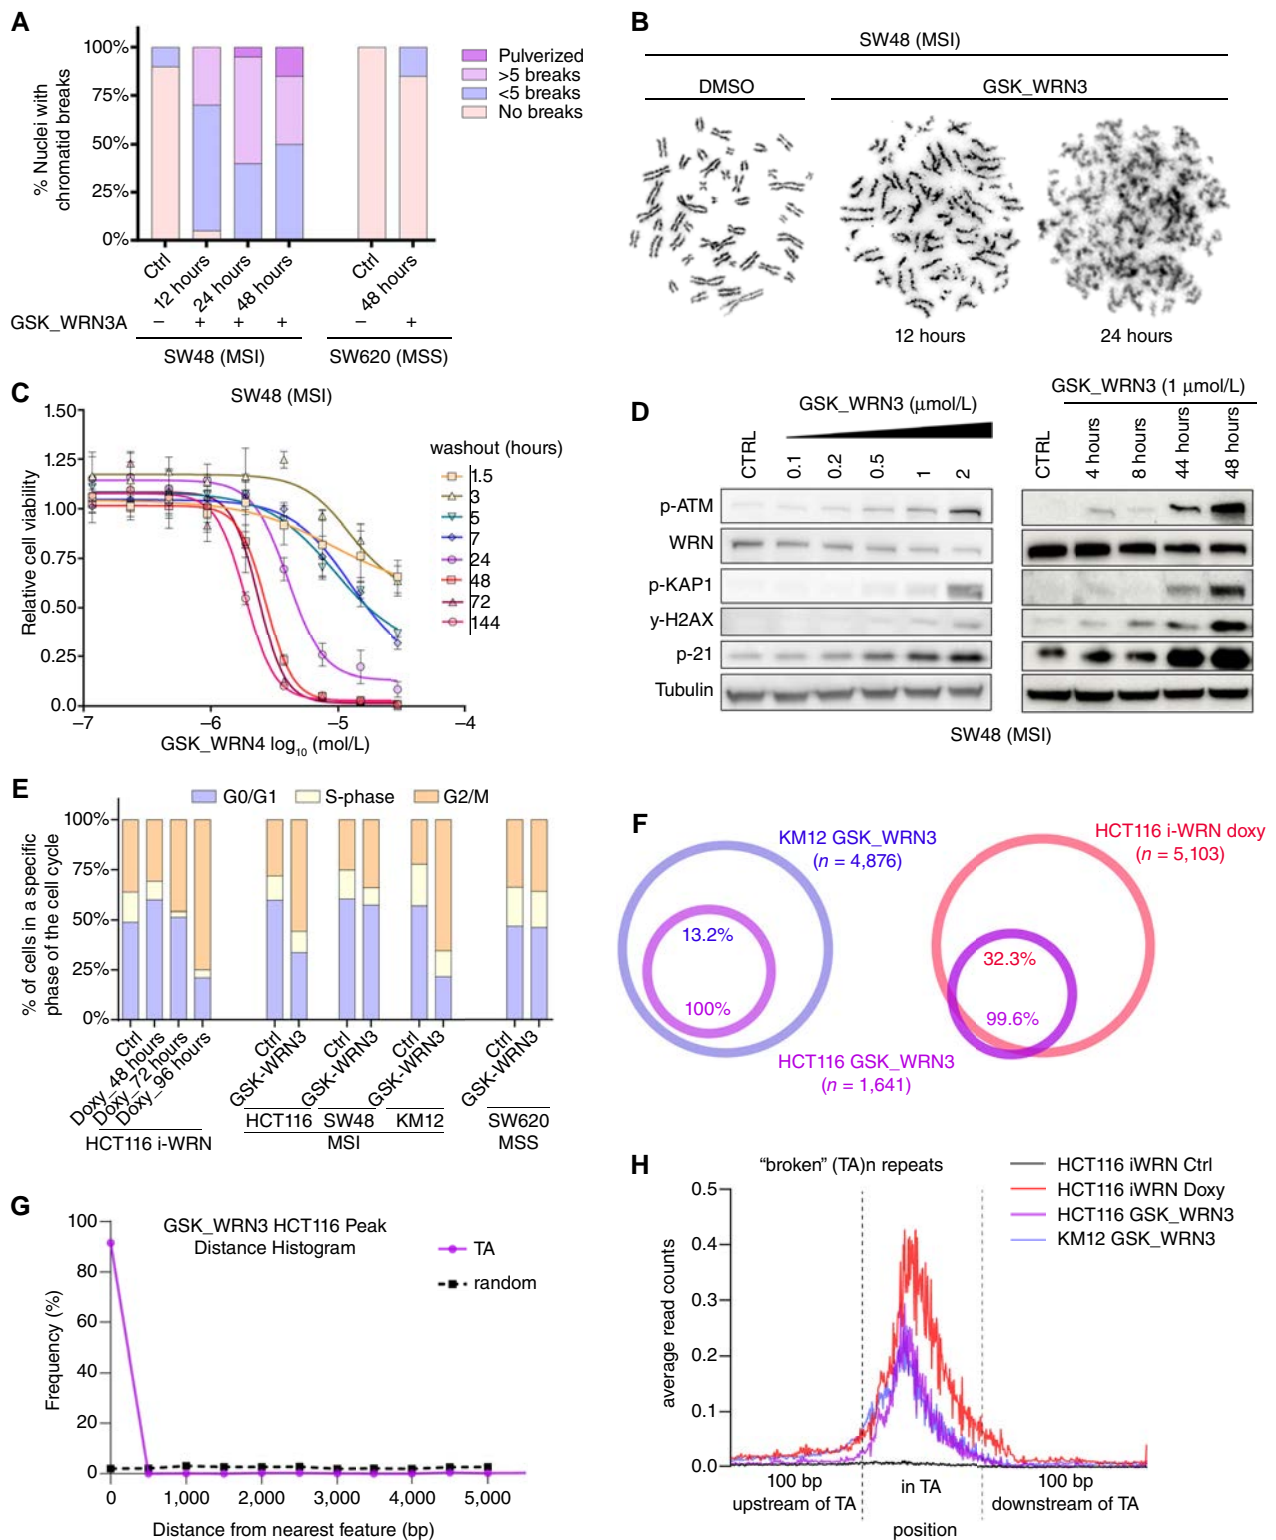 A
% Nuclei with
chromatid breaks
100%
75%
50%
25%
0%
Pulverized
>5 breaks
<5 breaks
No breaks
Ctrl
12 hours
24 hours
48 hours
Ctrl
48 hours
GSK_WRN3A
– + + + – +
SW48 (MSI)
SW620 (MSS)
B
SW48 (MSI)
DMSO
GSK_WRN3
12 hours
24 hours
C
SW48 (MSI)
Relative cell viability
1.50
1.25
1.00
0.75
0.50
0.25
0.0
–7
–6
–5
–4
GSK_WRN4 log10 (mol/L)
washout (hours)
1.5
3
5
7
24
48
72
144
D
GSK_WRN3 (μmol/L)
CTRL
0.1
0.2
0.5
1
2
GSK_WRN3 (1 μmol/L)
CTRL
4 hours
8 hours
44 hours
48 hours
p-ATM
WRN
p-KAP1
y-H2AX
p-21
Tubulin
SW48 (MSI)
E
G0/G1
S-phase
G2/M
% of cells in a specific
phase of the cell cycle
100%
75%
50%
25%
0%
Ctrl
Doxy_48 hours
Doxy_72 hours
Doxy_96 hours
HCT116 i-WRN
Ctrl
GSK-WRN3
Ctrl
GSK-WRN3
Ctrl
GSK-WRN3
HCT116
SW48
KM12
MSI
Ctrl
GSK-WRN3
SW620
MSS
F
KM12 GSK_WRN3
(n = 4,876)
13.2%
100%
HCT116 GSK_WRN3
(n = 1,641)
HCT116 i-WRN doxy
(n = 5,103)
32.3%
99.6%
G
GSK_WRN3 HCT116 Peak
Distance Histogram
TA
random
Frequency (%)
100
80
60
40
20
0
0
1,000
2,000
3,000
4,000
5,000
Distance from nearest feature (bp)
H
"broken" (TA)n repeats
HCT116 iWRN Ctrl
HCT116 iWRN Doxy
HCT116 GSK_WRN3
KM12 GSK_WRN3
average read counts
0.5
0.4
0.3
0.2
0.1
0.0
100 bp
upstream of TA
in TA
100 bp
downstream of TA
position